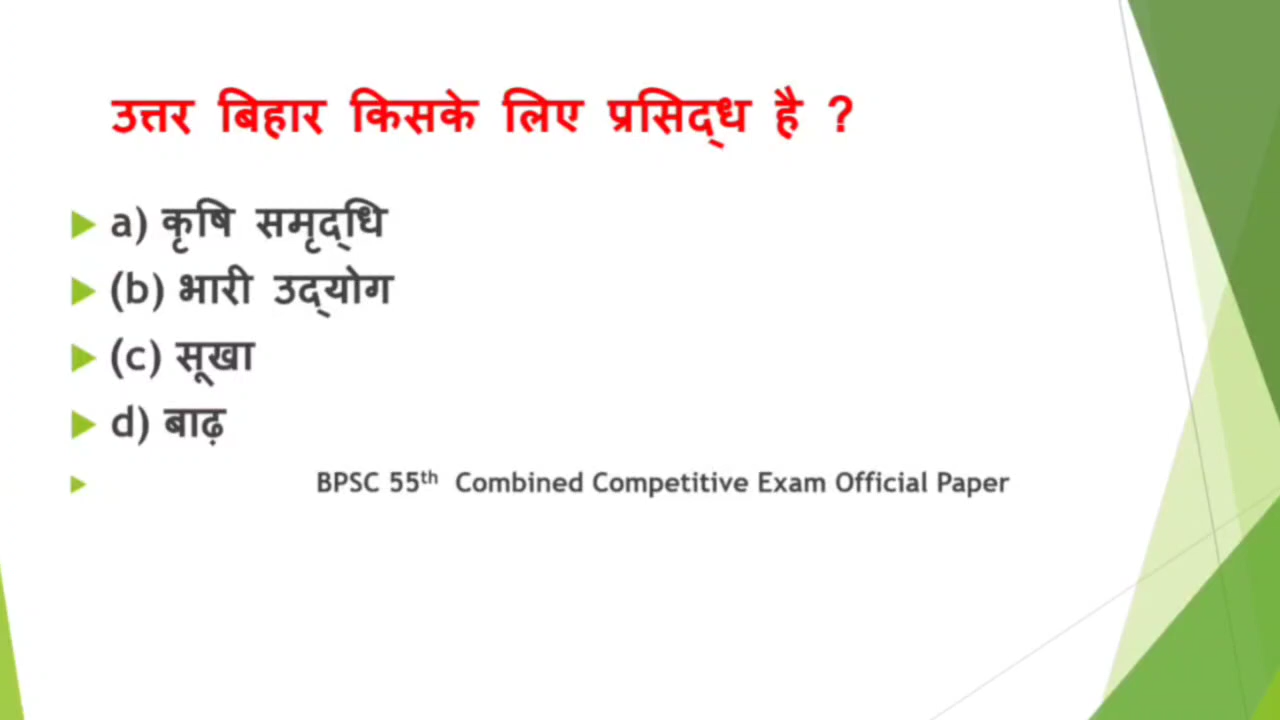 उत्तर बिहार किसके लिए प्रसिद्ध है ?
a) कृषि समृद्धि
(b) भारी उद्योग
(c) सूखा
d) बाढ़
BPSC 55th Combined Competitive Exam Official Paper